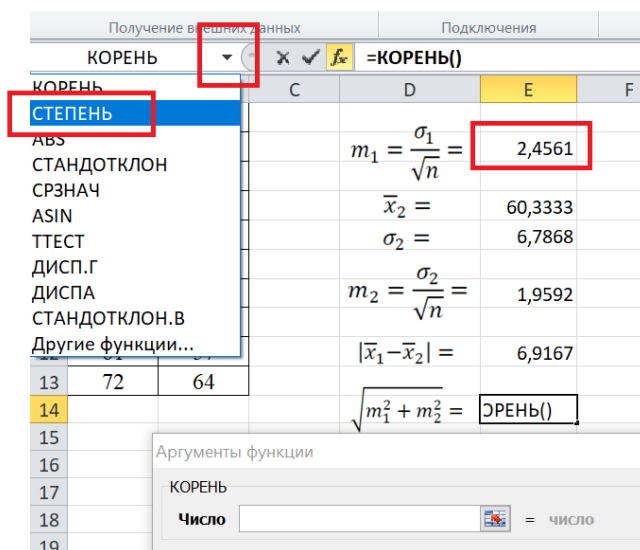 Получение внешних данных Подключения
КОРЕНЬ =КОРЕНЬ()
КОРЕНЬ C D E F
СТЕПЕНЬ
ABS m₁ = σ₁/√n = 2,4561
СТАНДОТКЛОН
СРЗНАЧ x̅₂ = 60,3333
ASIN
ТТЕСТ σ₂ = 6,7868
ДИСП.Г
ДИСПА m₂ = σ₂/√n = 1,9592
СТАНДОТКЛОН.В
Другие функции... |x̅₁−x̅₂| = 6,9167
12
13 72 64
14 √(m₁² + m₂²) = ОРЕНЬ()
15
Аргументы функции
16
17 КОРЕНЬ
18 Число = число
19